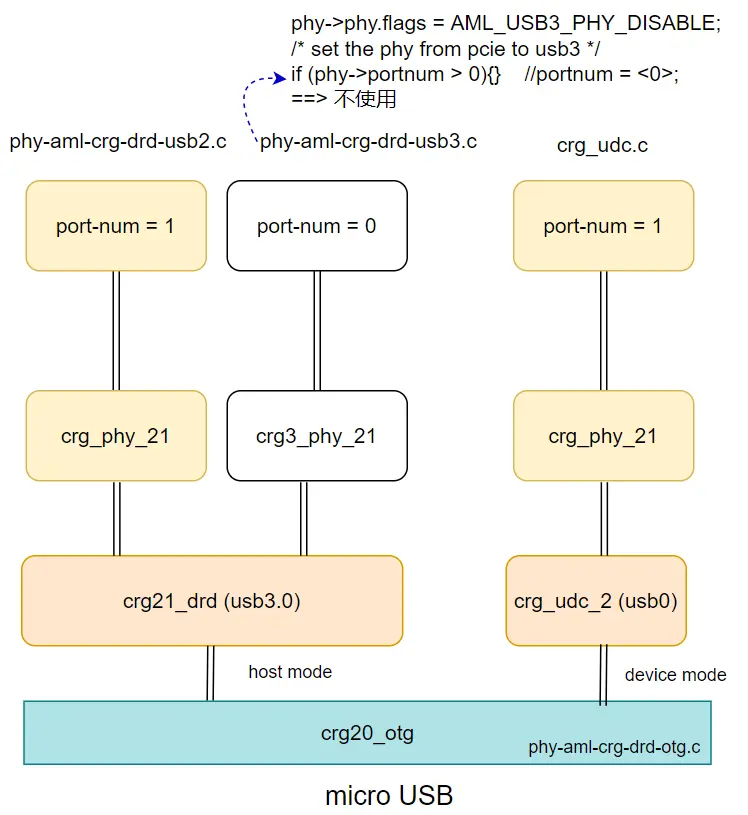 phy->phy.flags = AML_USB3_PHY_DISABLE;
/* set the phy from pcie to usb3 */
if (phy->portnum > 0){} //portnum = <0>;
==> 不使用
phy-aml-crg-drd-usb2.c
phy-aml-crg-drd-usb3.c
crg_udc.c
port-num = 1
port-num = 0
port-num = 1
crg_phy_21
crg3_phy_21
crg_phy_21
crg21_drd (usb3.0)
crg_udc_2 (usb0)
host mode
device mode
crg20_otg
phy-aml-crg-drd-otg.c
micro USB